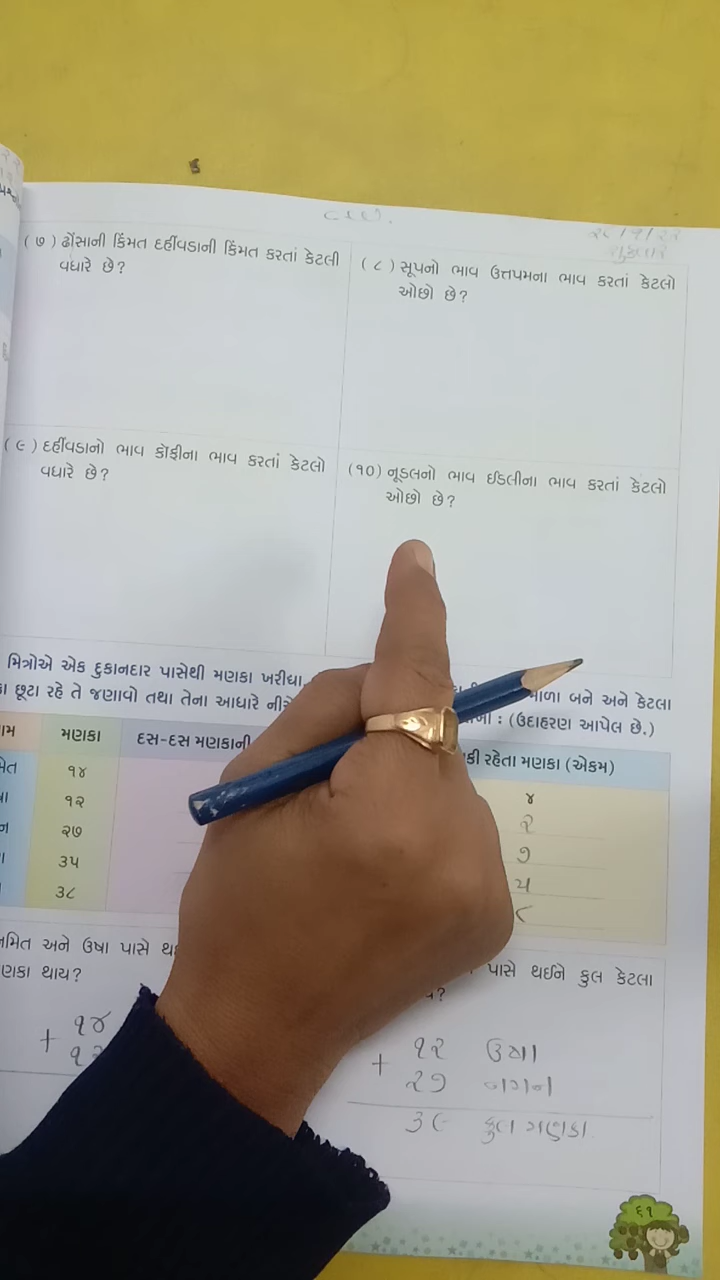 (૭) ઢોંસાની કિંમત દહીંવડાની કિંમત કરતાં કેટલી
વધારે છે?
(૮) સૂપનો ભાવ ઉત્તપમના ભાવ કરતાં કેટલો
ઓછો છે?
(૯) દહીંવડાનો ભાવ કૉફીના ભાવ કરતાં કેટલો
વધારે છે?
(૧૦) નૂડલનો ભાવ ઈડલીના ભાવ કરતાં કેટલો
ઓછો છે?
મિત્રોએ એક દુકાનદાર પાસેથી મણકા ખરીધા.
માળા બને અને કેટલા
છૂટા રહે તે જણાવો તથા તેના આધારે
(ઉદાહરણ આપેલ છે.)
મણકા દસ-દસ મણકાની
રહેતા મણકા (એકમ)
૧૪ ૪
૧૨ ૨
૨૭ ૭
૩૫ ૫
૩૮ ૮
અને ઉષા પાસે
થાય?
પાસે થઈને કુલ કેટલા
+ ૧૪
+ ૧૨ ઉષા
૨૭ ગગન
૩૯ કુલ મણકા
૬૧